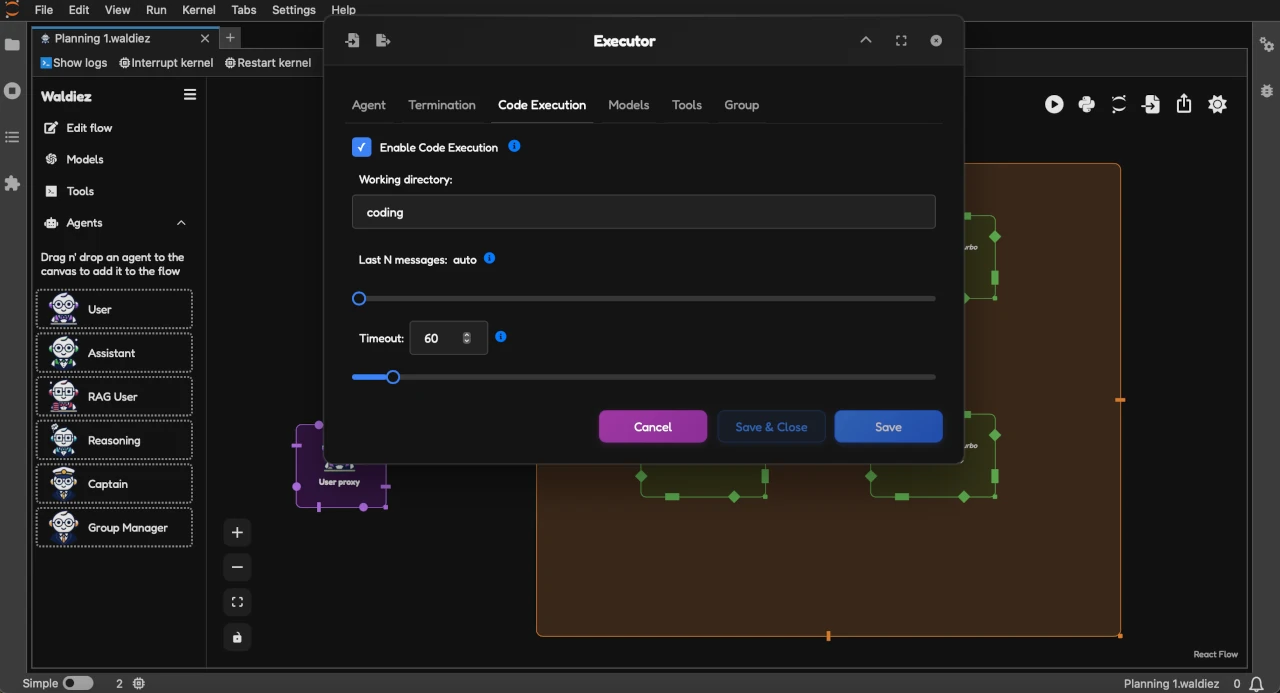 File Edit View Run Kernel Tabs Settings Help
Planning 1.waldiez
Show logs Interrupt kernel Restart kernel
Waldiez
Edit flow
Models
Tools
Agents
Drag n' drop an agent to the
canvas to add it to the flow
User
Assistant
RAG User
Reasoning
Captain
Group Manager
Executor
Agent Termination Code Execution Models Tools Group
Enable Code Execution
Working directory:
coding
Last N messages: auto
Timeout: 60
Cancel Save & Close Save
User proxy
React Flow
Simple 2 Planning 1.waldiez 0